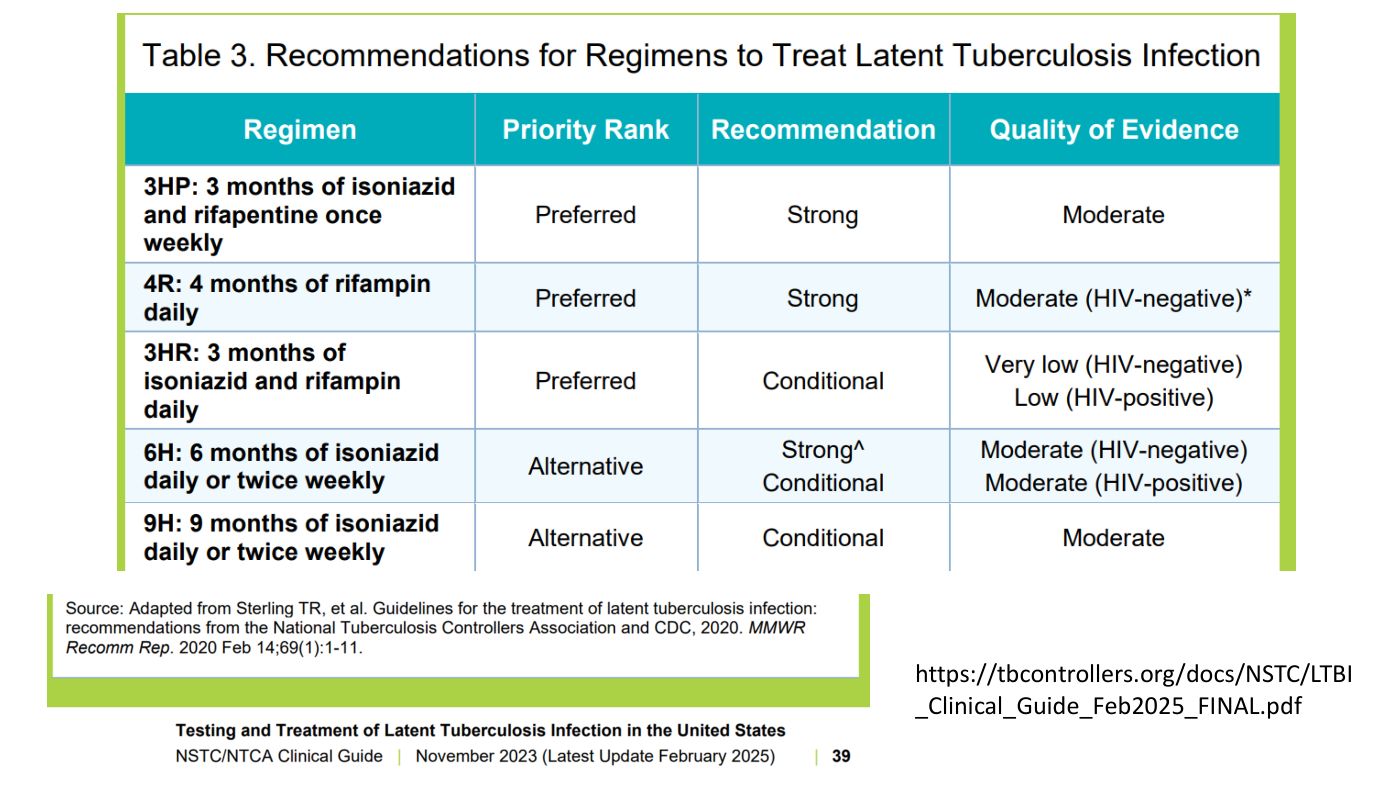 Table 3. Recommendations for Regimens to Treat Latent Tuberculosis Infection
Regimen Priority Rank Recommendation Quality of Evidence
3HP: 3 months of isoniazid
and rifapentine once
weekly
Preferred
Strong
Moderate
4R: 4 months of rifampin
daily
Preferred
Strong
Moderate (HIV-negative)*
3HR: 3 months of
isoniazid and rifampin
daily
Preferred
Conditional
Very low (HIV-negative)
Low (HIV-positive)
6H: 6 months of isoniazid
daily or twice weekly
Alternative
Strong^
Conditional
Moderate (HIV-negative)
Moderate (HIV-positive)
9H: 9 months of isoniazid
daily or twice weekly
Alternative
Conditional
Moderate
Source: Adapted from Sterling TR, et al. Guidelines for the treatment of latent tuberculosis infection:
recommendations from the National Tuberculosis Controllers Association and CDC, 2020. MMWR
Recomm Rep. 2020 Feb 14;69(1):1-11.
https://tbcontrollers.org/docs/NSTC/LTBI
_Clinical_Guide_Feb2025_FINAL.pdf
Testing and Treatment of Latent Tuberculosis Infection in the United States
NSTC/NTCA Clinical Guide | November 2023 (Latest Update February 2025) | 39